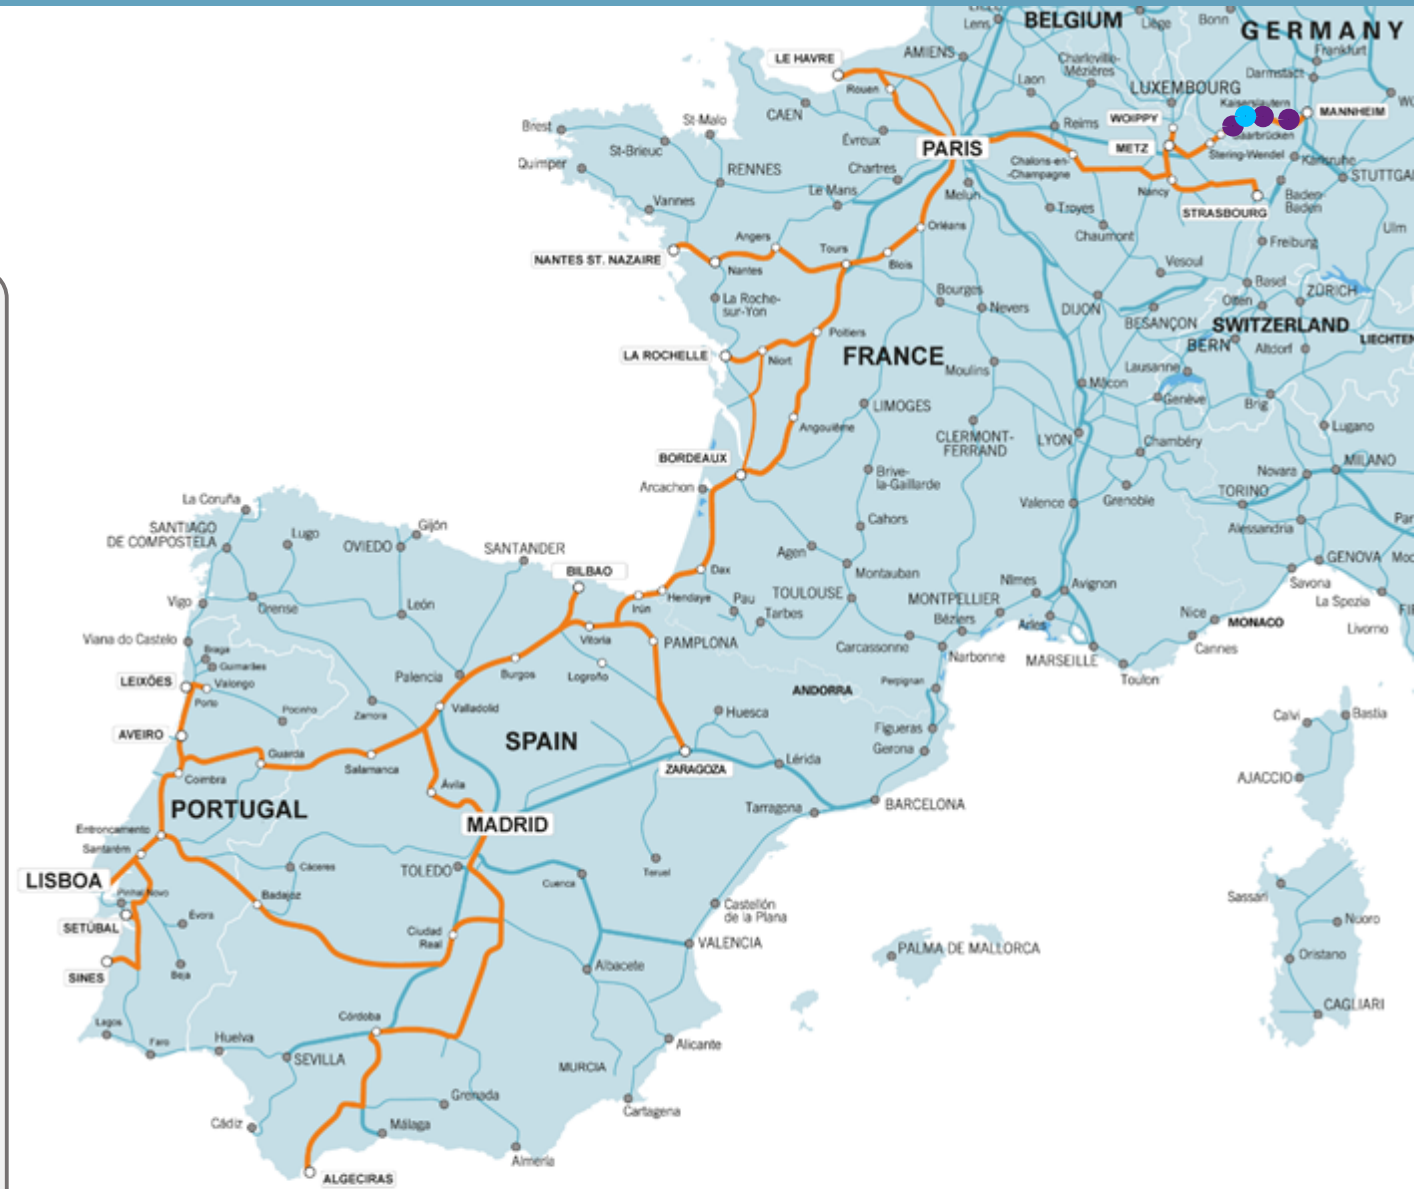 Lens
BELGIUM
Liège
Bonn
GERMANY
Frankfurt
LE HAVRE
AMIENS
Charleville-
Mézières
Darmstadt
Rouen
Laon
LUXEMBOURG
Kaiserslautern
CAEN
WOIPPY
MANNHEIM
Brest
St-Malo
Évreux
PARIS
Reims
METZ
Saarbrücken
St-Brieuc
Chalons-en-
-Champagne
Stering-Wendel
Karlsruhe
Quimper
RENNES
Chartres
STUTTGA
Le Mans
Melun
Nancy
Baden-
Baden
Vannes
Troyes
STRASBOURG
Orléans
Chaumont
Ulm
Angers
Tours
Freiburg
NANTES ST. NAZAIRE
Nantes
Blois
Vesoul
Basel
La Roche-
sur-Yon
Bourges
Nevers
DIJON
Olten
ZÜRICH
BESANÇON
SWITZERLAND
Poitiers
BERN
Altdorf
LIECHTEN
LA ROCHELLE
Niort
FRANCE
Moulins
Lausanne
Mâcon
Genève
Brig
LIMOGES
Angoulême
Lugano
CLERMONT-
FERRAND
LYON
Chambéry
BORDEAUX
Brive-
la-Gaillarde
Novara
MILANO
Arcachon
Valence
Grenoble
TORINO
La Coruña
Cahors
Alessandria
Par
SANTIAGO
DE COMPOSTELA
Lugo
OVIEDO
Gijón
SANTANDER
Agen
GENOVA
Mod
BILBAO
Dax
Montauban
Nîmes
Avignon
Savona
Vigo
Orense
León
Irún
Hendaye
Pau
TOULOUSE
MONTPELLIER
La Spezia
FI
Tarbes
Béziers
Arles
Nice
MONACO
Livorno
Viana do Castelo
Vitoria
PAMPLONA
Carcassonne
Narbonne
MARSEILLE
Cannes
Braga
Guimarães
Palencia
Burgos
Logroño
Toulon
LEIXÕES
Valongo
Perpignan
ANDORRA
Porto
Pocinho
Zamora
Valladolid
Huesca
Calvi
Bastia
AVEIRO
SPAIN
Figueras
Guarda
Gerona
Salamanca
ZARAGOZA
Lérida
Coimbra
Ávila
AJACCIO
PORTUGAL
Tarragona
BARCELONA
Entroncamento
MADRID
Santarém
LISBOA
Cáceres
TOLEDO
Cuenca
Teruel
Pinhal Novo
Badajoz
Sassari
SETÚBAL
Évora
Castellón
de la Plana
Nuoro
Ciudad
Real
VALENCIA
PALMA DE MALLORCA
Oristano
SINES
Beja
Albacete
CAGLIARI
Lagos
Córdoba
Faro
Huelva
SEVILLA
Alicante
MURCIA
Granada
Cartagena
Cádiz
Málaga
Almería
ALGECIRAS